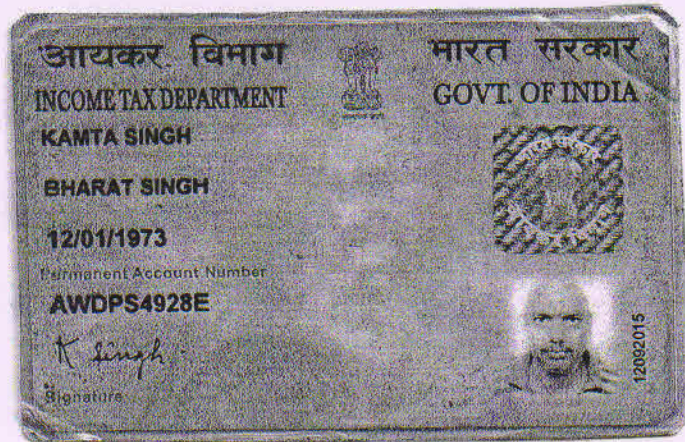 आयकर विभाग
भारत सरकार
INCOME TAX DEPARTMENT
GOVT. OF INDIA
KAMTA SINGH
BHARAT SINGH
12/01/1973
Permanent Account Number
AWDPS4928E
K Singh
Signature
12092015